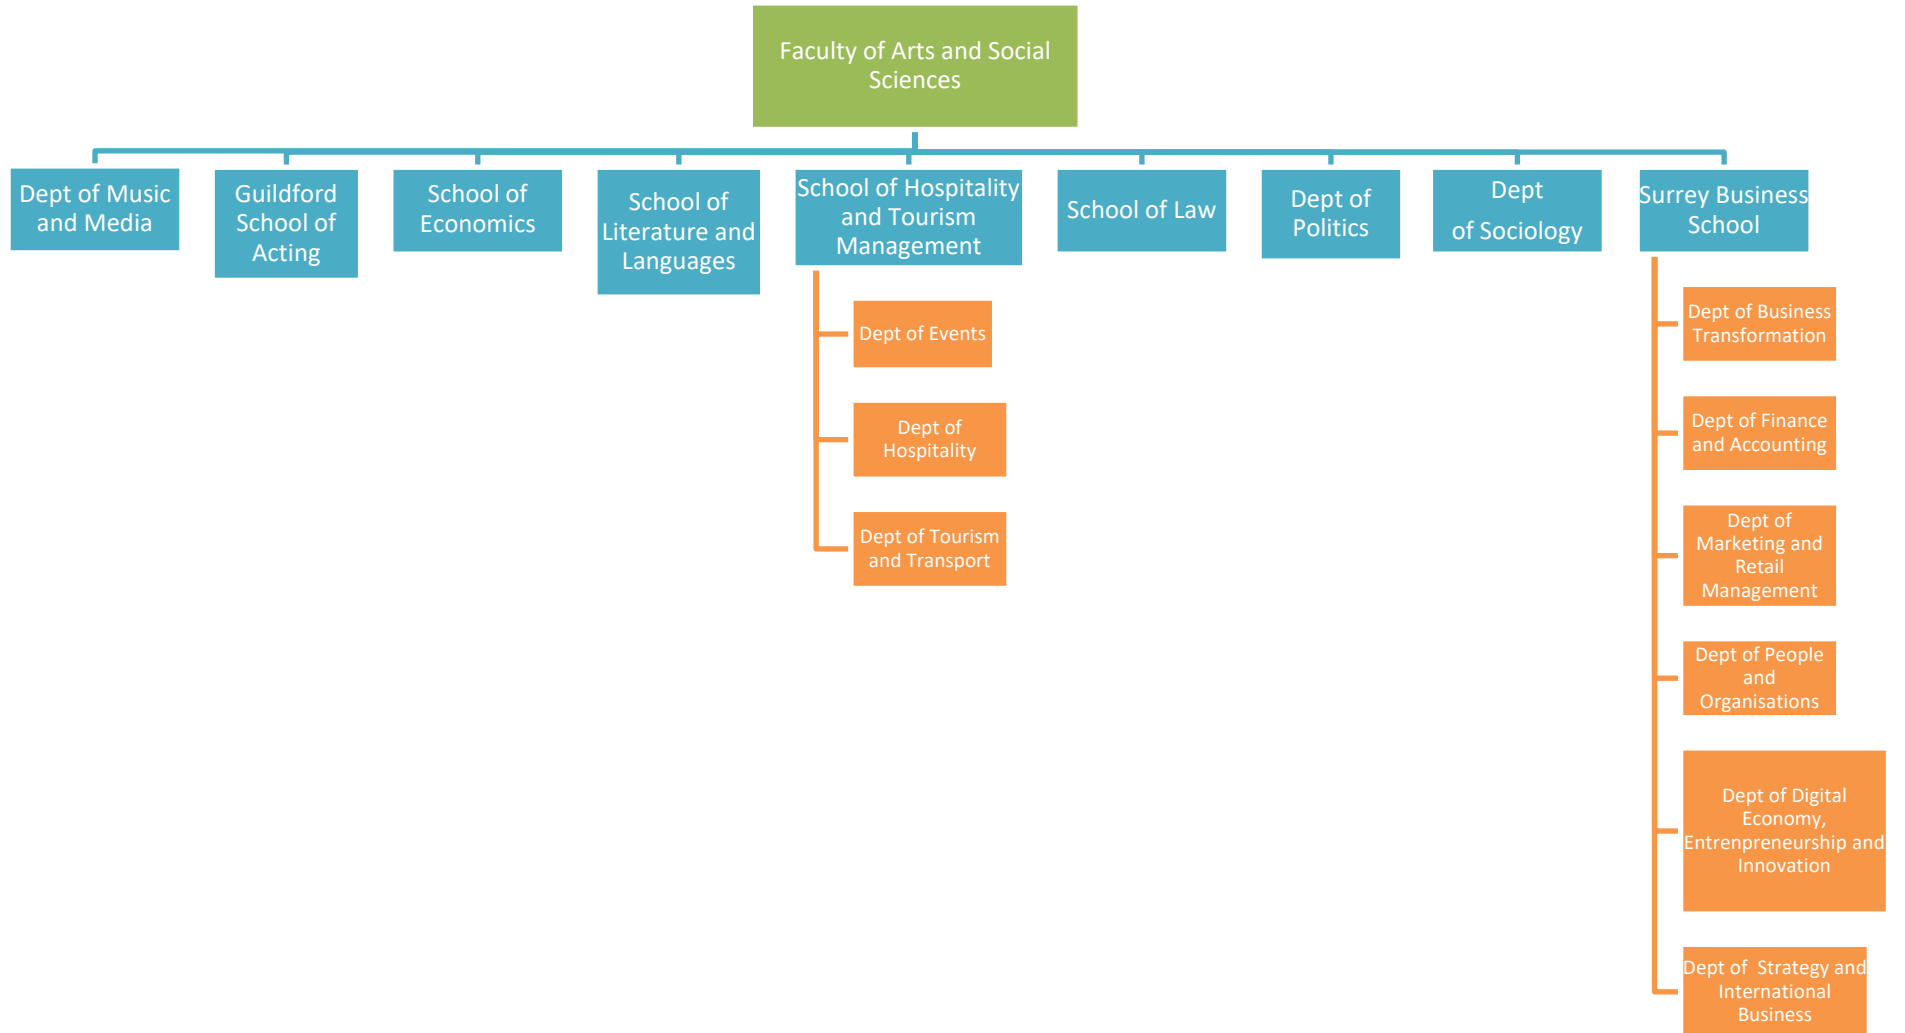 Faculty of Arts and Social
Sciences
Dept of Music
and Media
Guildford
School of
Acting
School of
Economics
School of
Literature and
Languages
School of Hospitality
and Tourism
Management
School of Law
Dept of
Politics
Dept
of Sociology
Surrey Business
School
Dept of Events
Dept of
Hospitality
Dept of Tourism
and Transport
Dept of Business
Transformation
Dept of Finance
and Accounting
Dept of
Marketing and
Retail
Management
Dept of People
and
Organisations
Dept of Digital
Economy,
Entrenpreneurship and
Innovation
Dept of  Strategy and
International
Business